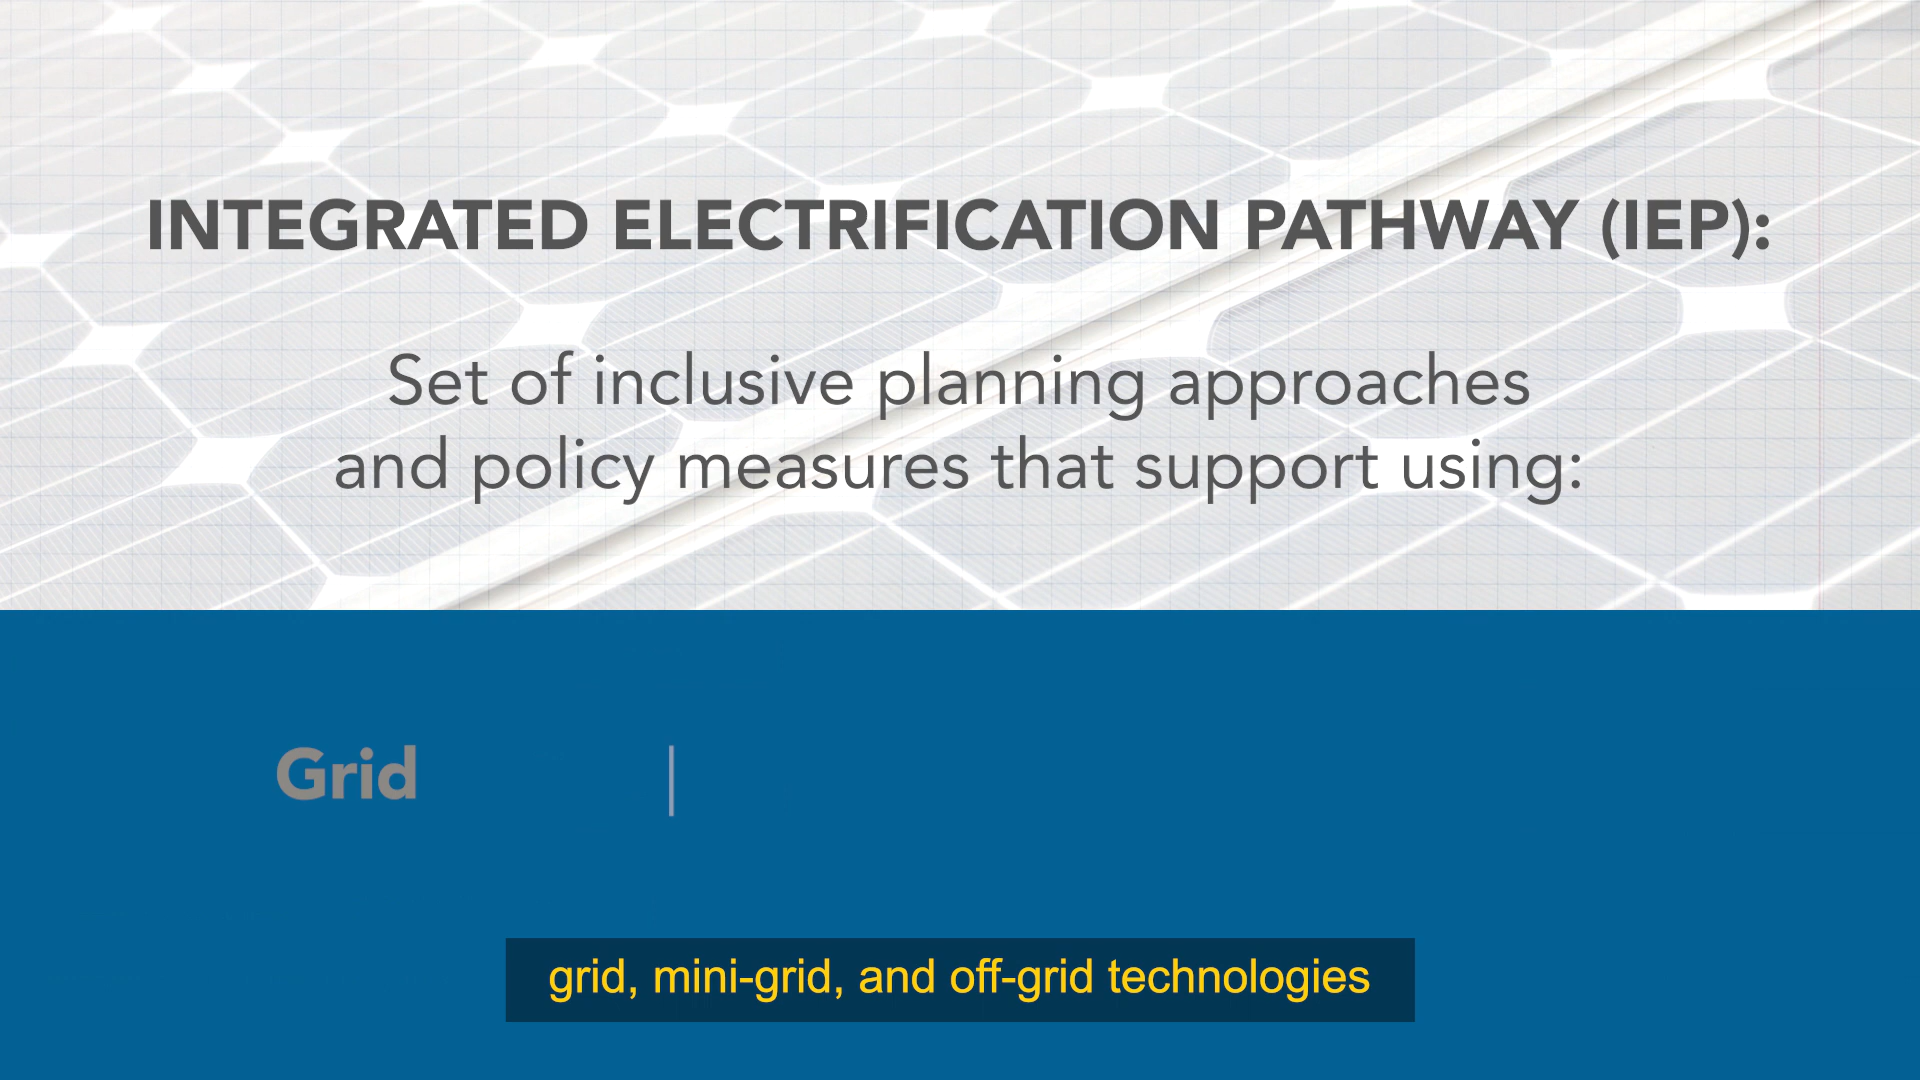 INTEGRATED ELECTRIFICATION PATHWAY (IEP):
Set of inclusive planning approaches
and policy measures that support using:
Grid |
grid, mini-grid, and off-grid technologies